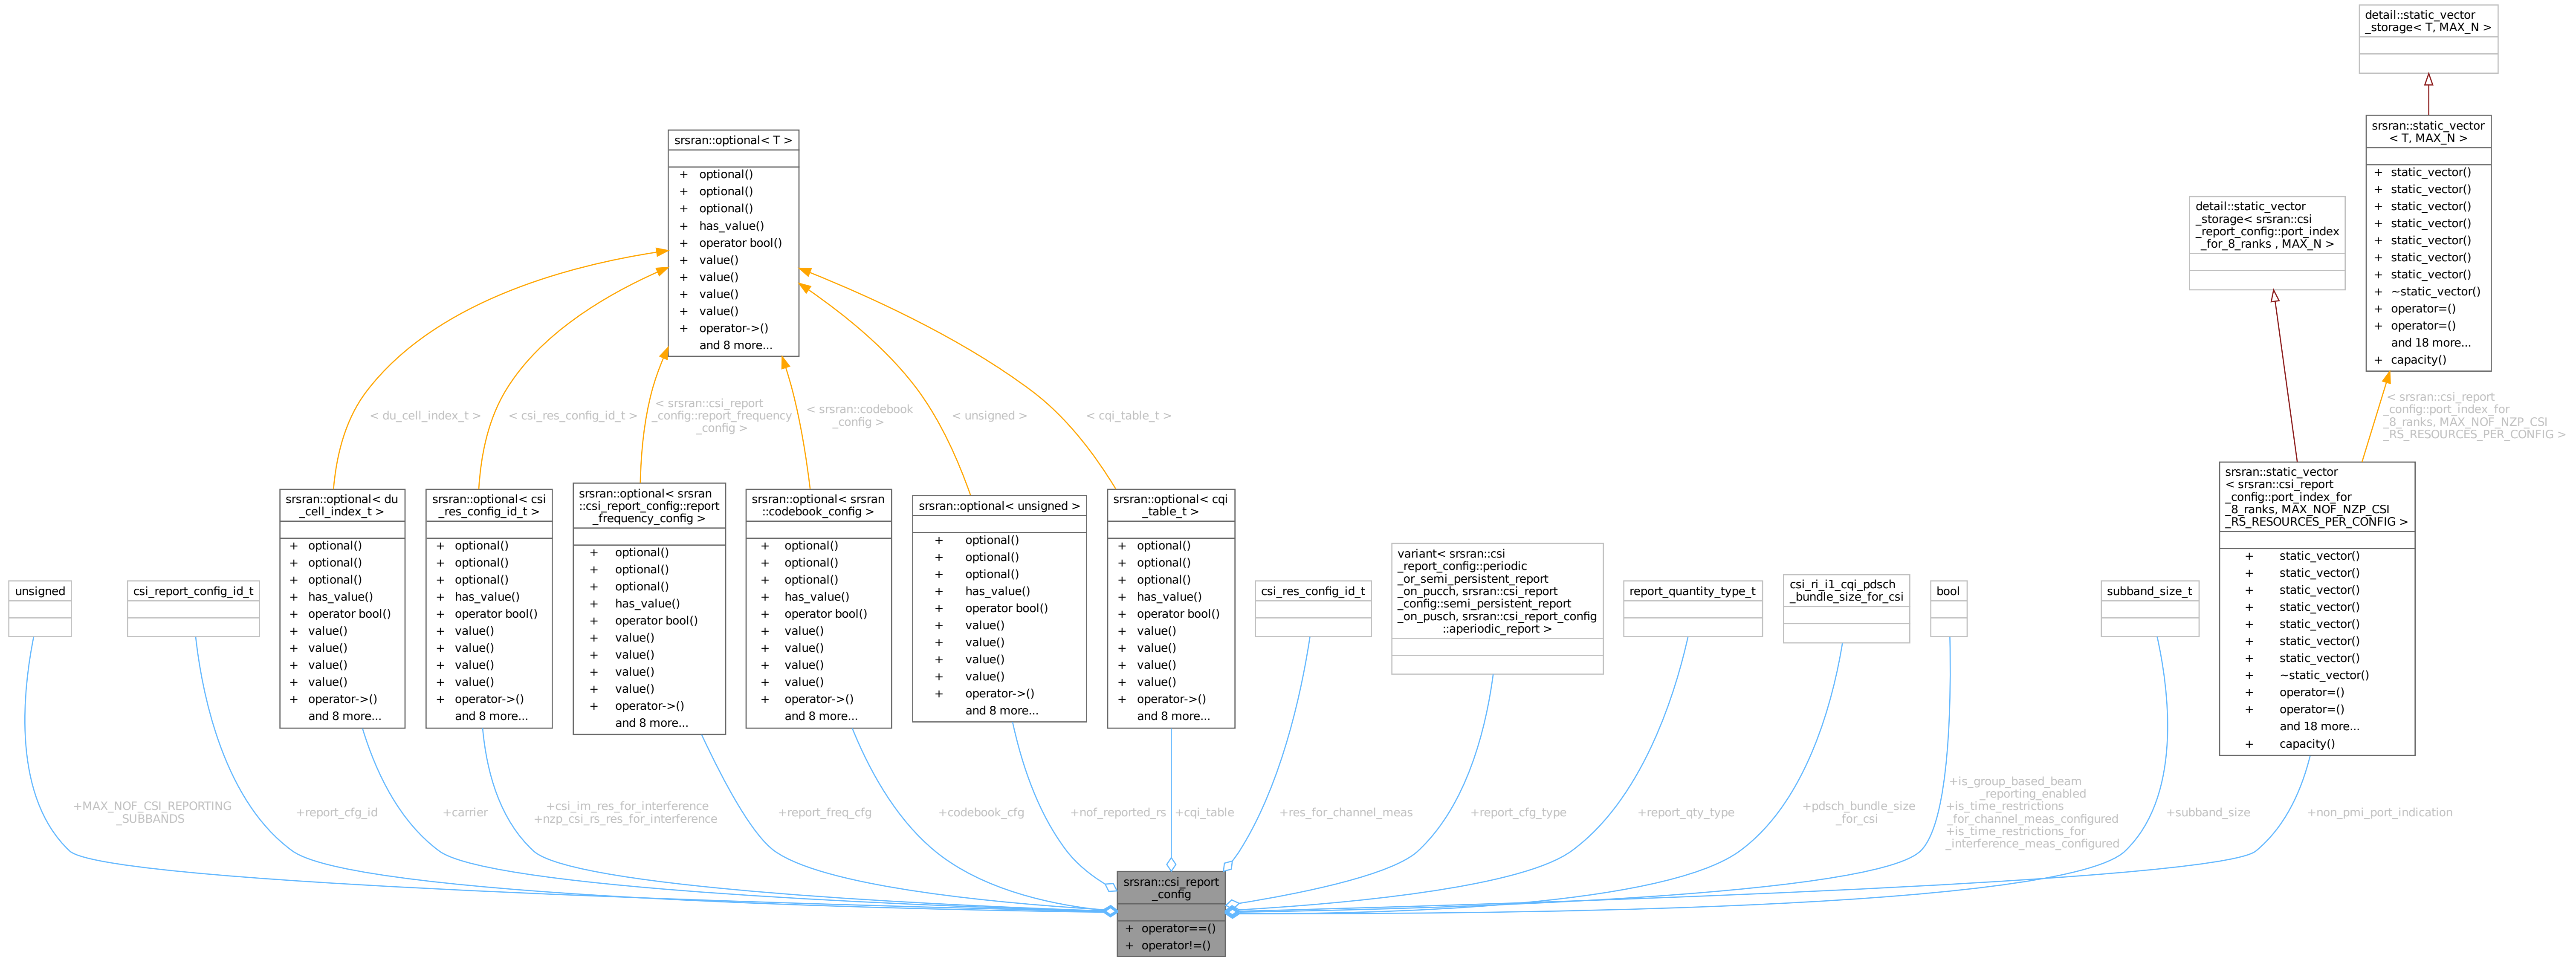 detail::static_vector
_storage< T, MAX_N >
srsran::static_vector
< T, MAX_N >
+ static_vector()
+ static_vector()
+ static_vector()
+ static_vector()
+ static_vector()
+ static_vector()
+ static_vector()
+ ~static_vector()
+ operator=()
+ operator=()
and 18 more...
+ capacity()
srsran::optional< T >
+ optional()
+ optional()
+ optional()
+ has_value()
+ operator bool()
+ value()
+ value()
+ value()
+ value()
+ operator->()
and 8 more...
detail::static_vector
_storage< srsran::csi
_report_config::port_index
_for_8_ranks , MAX_N >
< du_cell_index_t >
< csi_res_config_id_t >
< srsran::csi_report
_config::report_frequency
_config >
< srsran::codebook
_config >
< unsigned >
< cqi_table_t >
< srsran::csi_report
_config::port_index_for
_8_ranks, MAX_NOF_NZP_CSI
_RS_RESOURCES_PER_CONFIG >
unsigned
csi_report_config_id_t
srsran::optional< du
_cell_index_t >
+ optional()
+ optional()
+ optional()
+ has_value()
+ operator bool()
+ value()
+ value()
+ value()
+ value()
+ operator->()
and 8 more...
srsran::optional< csi
_res_config_id_t >
+ optional()
+ optional()
+ optional()
+ has_value()
+ operator bool()
+ value()
+ value()
+ value()
+ value()
+ operator->()
and 8 more...
srsran::optional< srsran
::csi_report_config::report
_frequency_config >
+ optional()
+ optional()
+ optional()
+ has_value()
+ operator bool()
+ value()
+ value()
+ value()
+ value()
+ operator->()
and 8 more...
srsran::optional< srsran
::codebook_config >
+ optional()
+ optional()
+ optional()
+ has_value()
+ operator bool()
+ value()
+ value()
+ value()
+ value()
+ operator->()
and 8 more...
srsran::optional< unsigned >
+ optional()
+ optional()
+ optional()
+ has_value()
+ operator bool()
+ value()
+ value()
+ value()
+ value()
+ operator->()
and 8 more...
srsran::optional< cqi
_table_t >
+ optional()
+ optional()
+ optional()
+ has_value()
+ operator bool()
+ value()
+ value()
+ value()
+ value()
+ operator->()
and 8 more...
csi_res_config_id_t
variant< srsran::csi
_report_config::periodic
_or_semi_persistent_report
_on_pucch, srsran::csi_report
_config::semi_persistent_report
_on_pusch, srsran::csi_report_config
::aperiodic_report >
report_quantity_type_t
csi_ri_i1_cqi_pdsch
_bundle_size_for_csi
bool
subband_size_t
srsran::static_vector
< srsran::csi_report
_config::port_index_for
_8_ranks, MAX_NOF_NZP_CSI
_RS_RESOURCES_PER_CONFIG >
+ static_vector()
+ static_vector()
+ static_vector()
+ static_vector()
+ static_vector()
+ static_vector()
+ static_vector()
+ ~static_vector()
+ operator=()
+ operator=()
and 18 more...
+ capacity()
+MAX_NOF_CSI_REPORTING
_SUBBANDS
+report_cfg_id
+carrier
+csi_im_res_for_interference
+nzp_csi_rs_res_for_interference
+report_freq_cfg
+codebook_cfg
+nof_reported_rs
+cqi_table
+res_for_channel_meas
+report_cfg_type
+report_qty_type
+pdsch_bundle_size
_for_csi
+is_group_based_beam
_reporting_enabled
+is_time_restrictions
_for_channel_meas_configured
+is_time_restrictions_for
_interference_meas_configured
+subband_size
+non_pmi_port_indication
srsran::csi_report
_config
+ operator==()
+ operator!=()